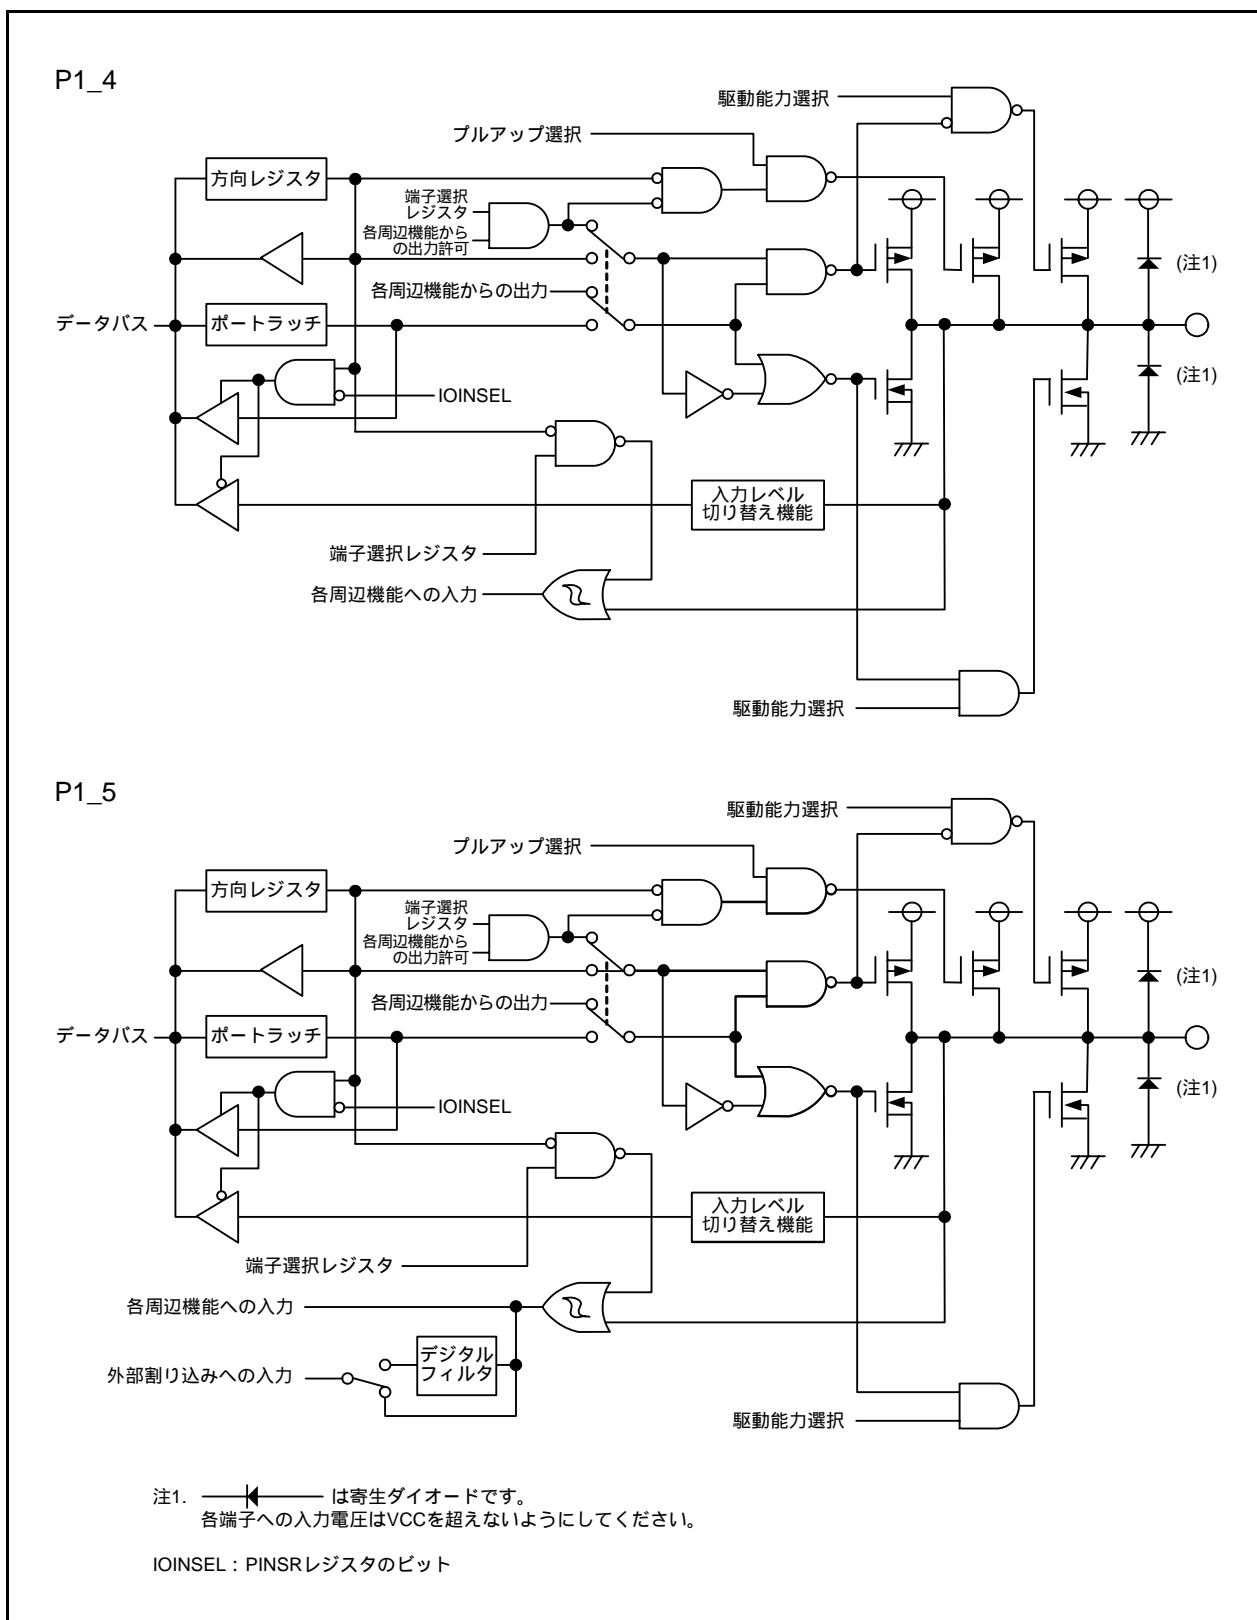 P1_4
駆動能力選択
プルアップ選択
方向レジスタ
端子選択
レジスタ
各周辺機能から
の出力許可
(注1)
各周辺機能からの出力
データバス
ポートラッチ
(注1)
IOINSEL
入力レベル
切り替え機能
端子選択レジスタ
各周辺機能への入力
駆動能力選択
P1_5
駆動能力選択
プルアップ選択
方向レジスタ
端子選択
レジスタ
各周辺機能から
の出力許可
(注1)
各周辺機能からの出力
データバス
ポートラッチ
(注1)
IOINSEL
入力レベル
切り替え機能
端子選択レジスタ
各周辺機能への入力
デジタル
フィルタ
外部割り込みへの入力
駆動能力選択
注1. は寄生ダイオードです。
各端子への入力電圧はVCCを超えないようにしてください。
IOINSEL：PINSRレジスタのビット